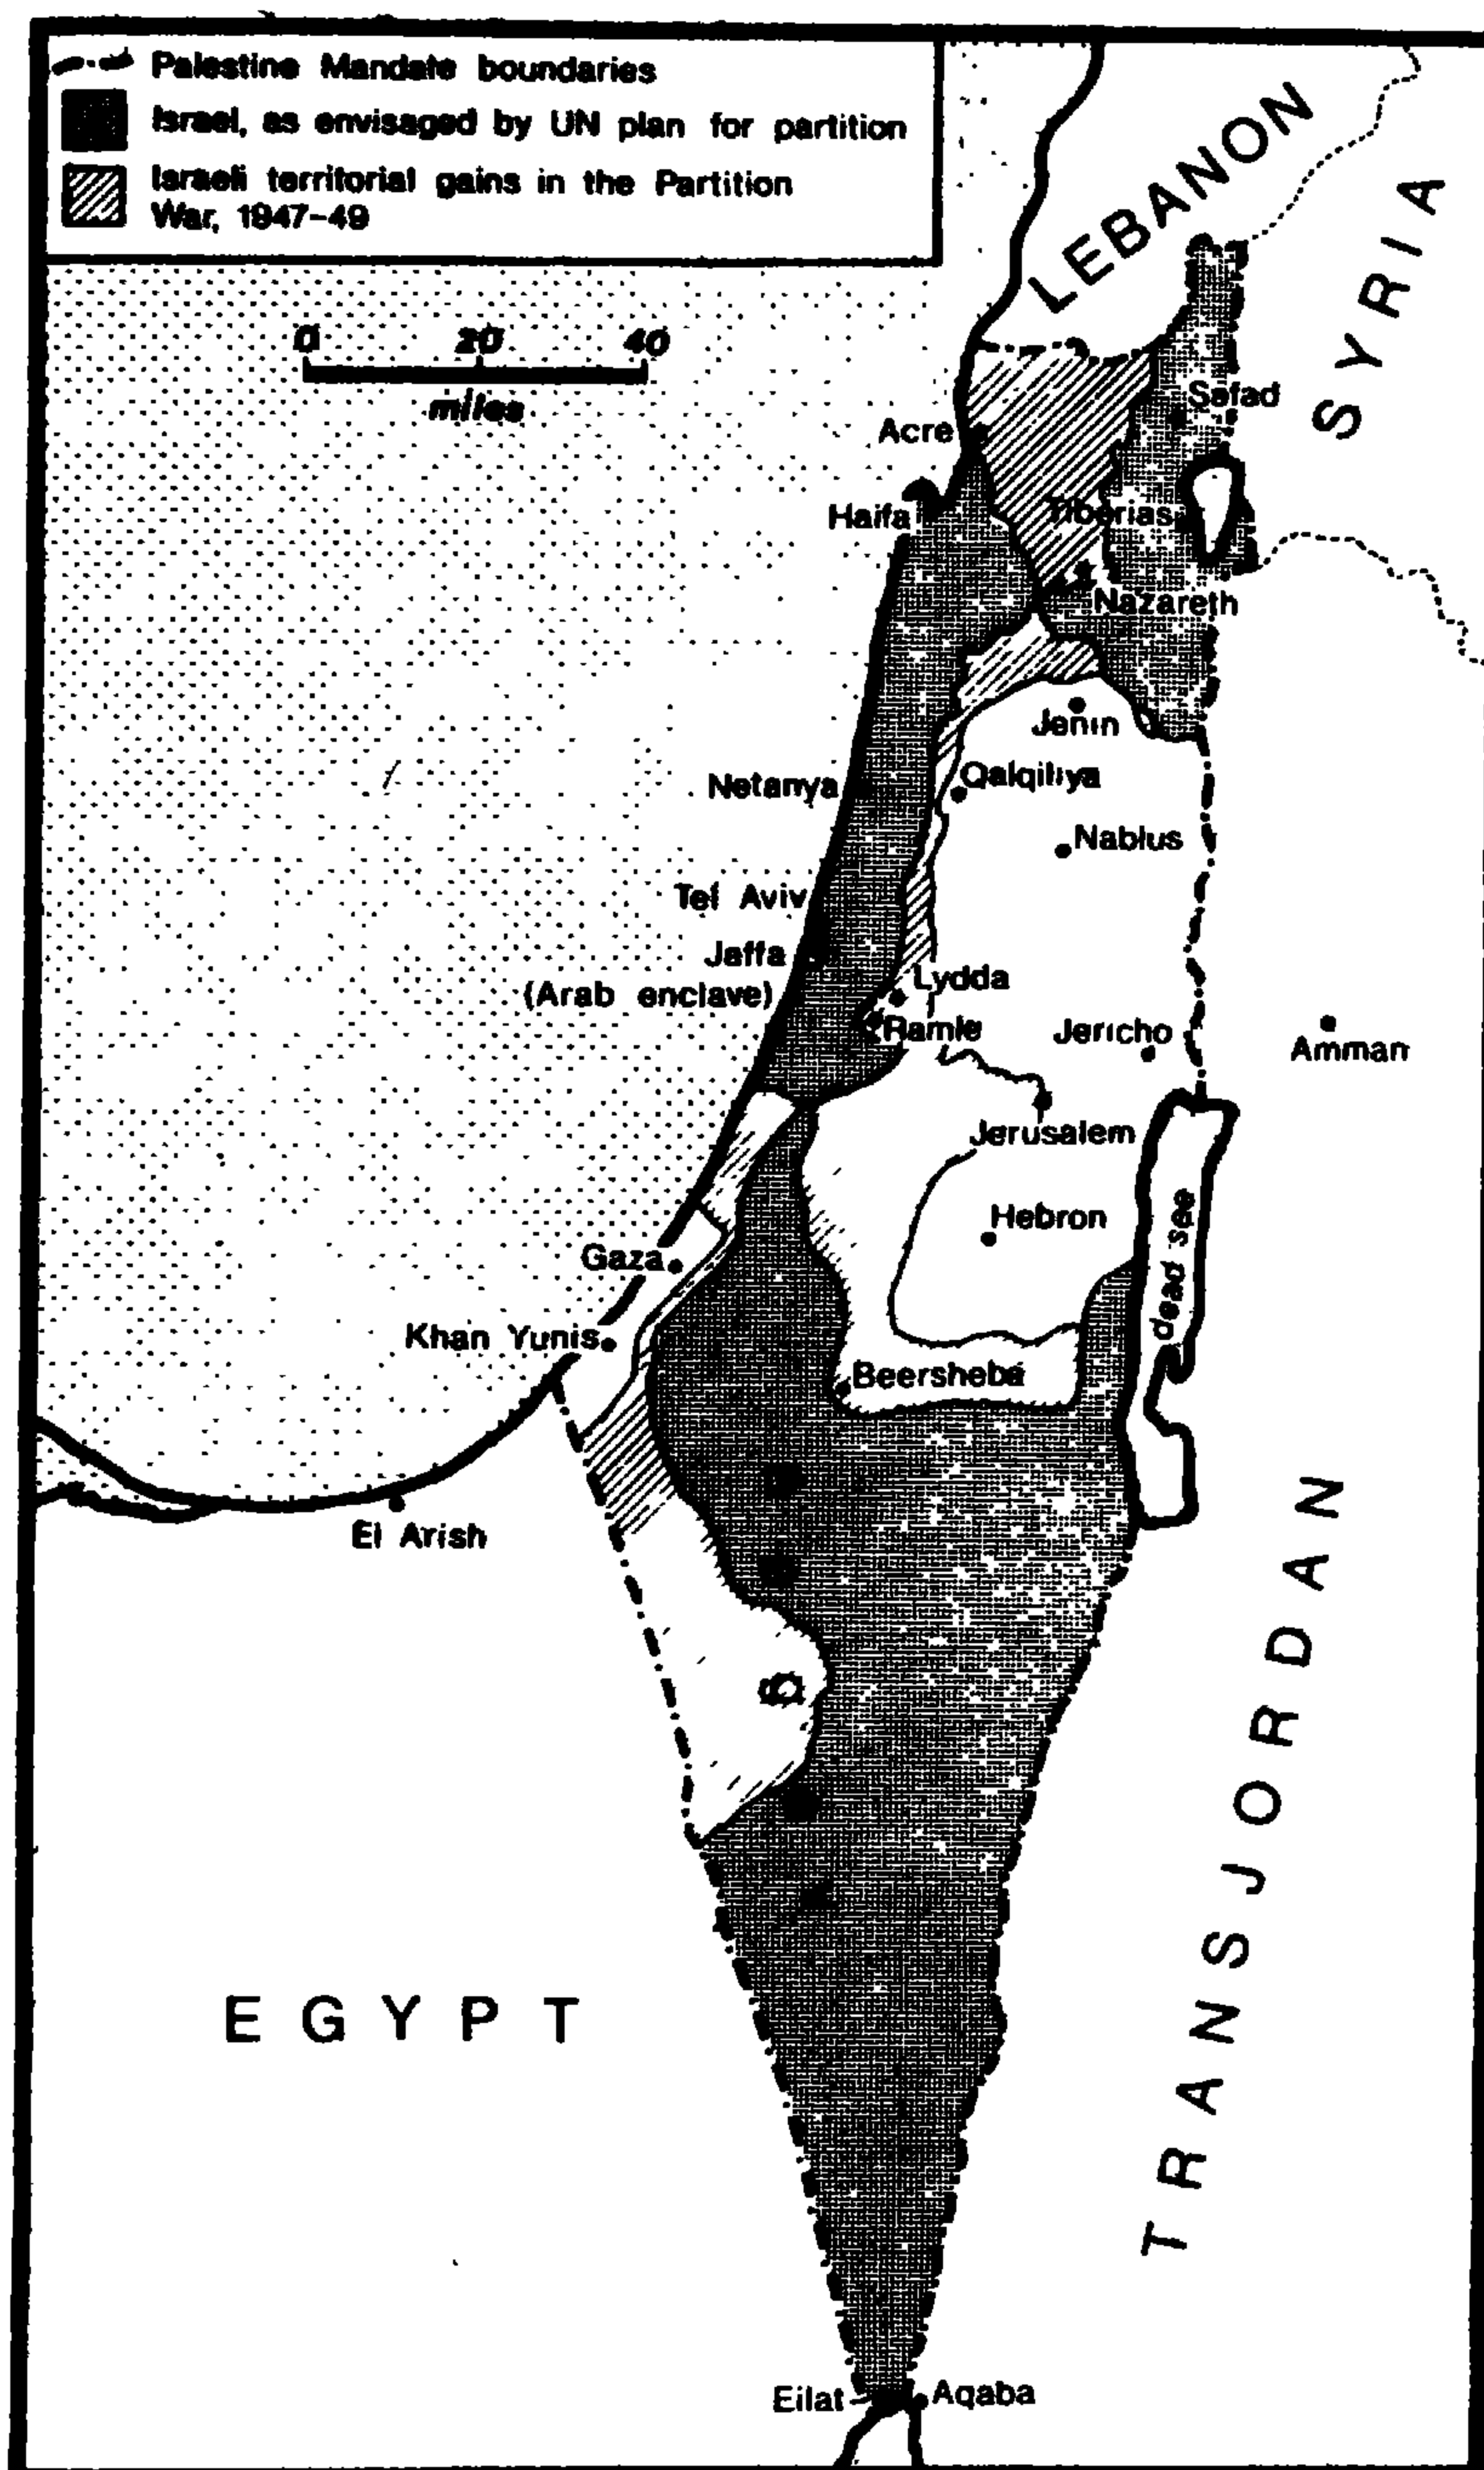 Palestine Mandate boundaries
Israel, as envisaged by UN plan for partition
Israeli territorial gains in the Partition
War, 1947-49
LEBANON
SYRIA
0 20 40
miles
Safad
Acre
Tiberias
Haifa
Nazareth
Jenin
Netanya
Qalqiliya
Nablus
Tel Aviv
Jaffa
(Arab enclave)
Lydda
Ramle
Jericho
Amman
Jerusalem
Hebron
dead see
Gaza
Khan Yunis
Beersheba
El Arish
TRANSJORDAN
EGYPT
Eilat
Aqaba